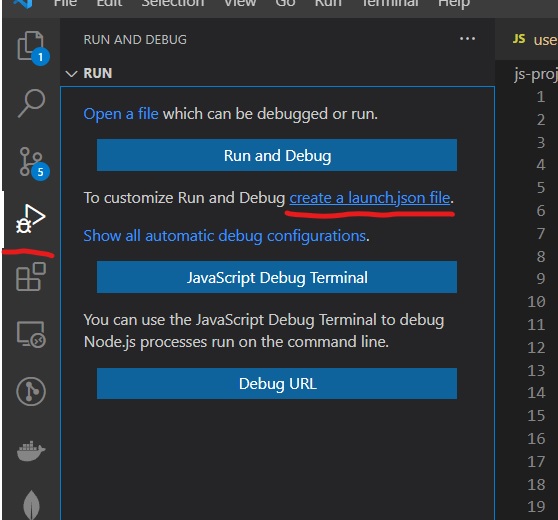 File Edit Selection View Go Run Terminal Help
RUN AND DEBUG
JS use
RUN
js-proj
Open a file which can be debugged or run.
Run and Debug
To customize Run and Debug create a launch.json file.
Show all automatic debug configurations.
JavaScript Debug Terminal
You can use the JavaScript Debug Terminal to debug
Node.js processes run on the command line.
Debug URL
1
5
1
2
3
4
5
6
7
8
9
10
11
12
13
14
15
16
17
18
19